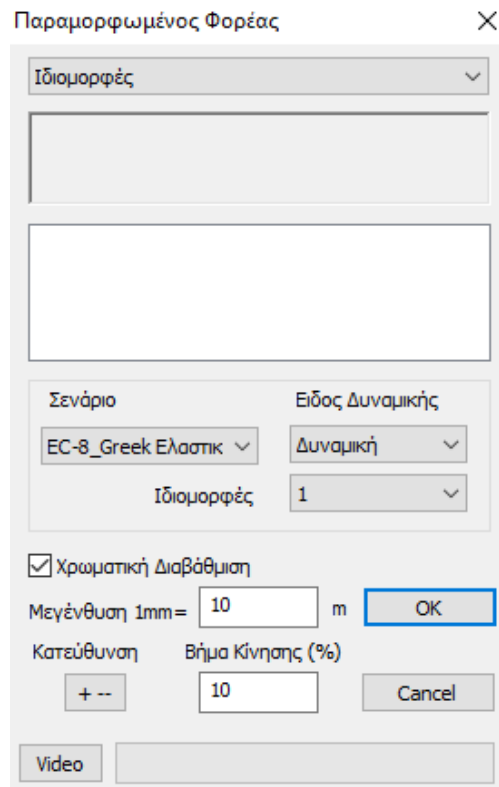 Παραμορφωμένος Φορέας
Ιδιομορφές
Σενάριο Ειδος Δυναμικής
EC-8_Greek Ελαστικ Δυναμική
Ιδιομορφές 1
Χρωματική Διαβάθμιση
Μεγένθυση 1mm= 10 m OK
Κατεύθυνση Βήμα Κίνησης (%)
+ -- 10 Cancel
Video